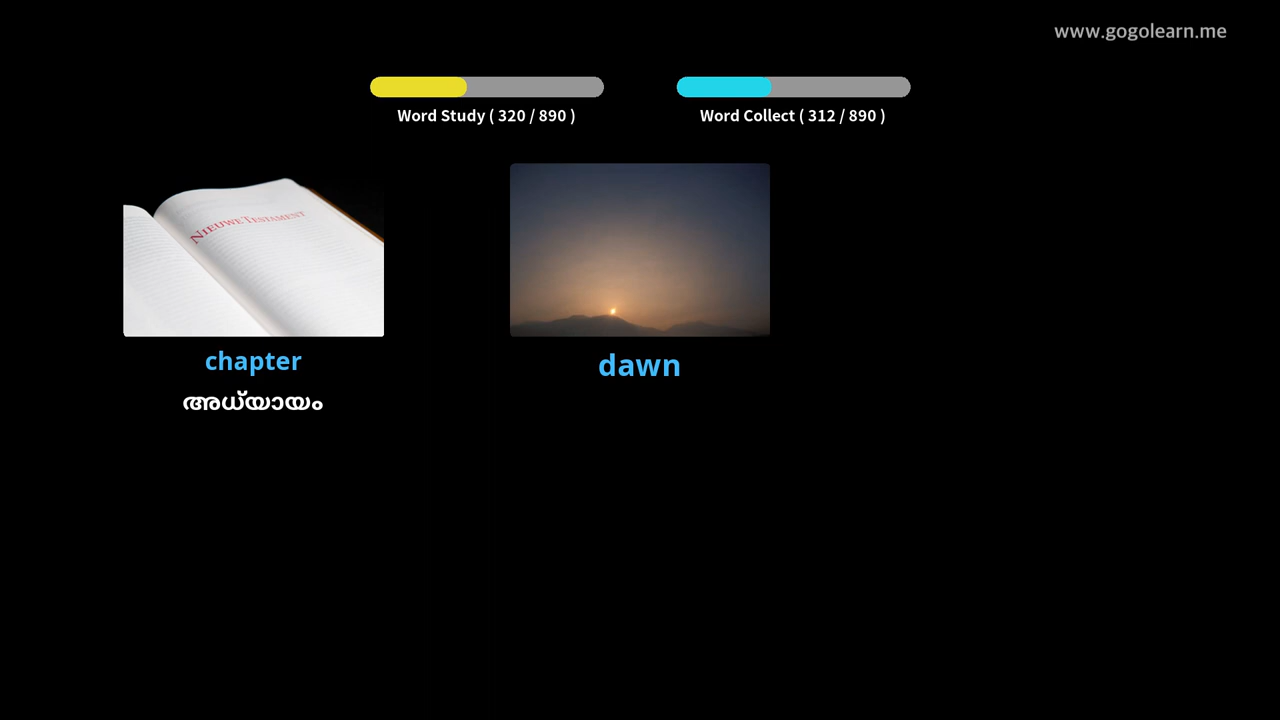 www.gogolearn.me
Word Study ( 320 / 890 )
Word Collect ( 312 / 890 )
NIEUWE TESTAMENT
chapter
അധ്യായം
dawn